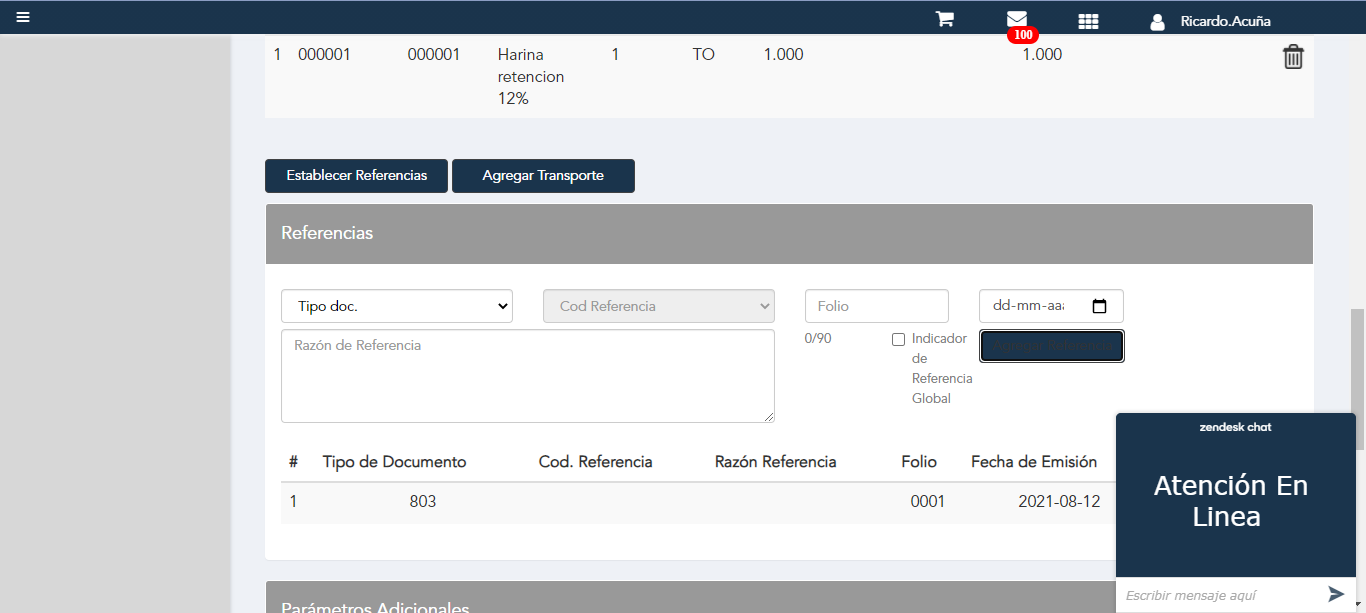 Ricardo.Acuña
100
1 000001 000001 Harina 1 TO 1.000 1.000
retencion
12%
Establecer Referencias Agregar Transporte
Referencias
Tipo doc. Cod Referencia Folio dd-mm-aa
Razón de Referencia 0/90 Indicador
de
Referencia
Global
zendesk chat
# Tipo de Documento Cod. Referencia Razón Referencia Folio Fecha de Emisión
1 803 0001 2021-08-12
Atención En
Linea
Escribir mensaje aquí
Parámetros Adicionales